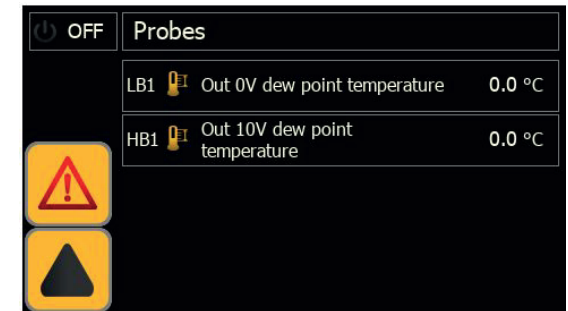 OFF
Probes
LB1 Out 0V dew point temperature 0.0 °C
HB1 Out 10V dew point
temperature 0.0 °C